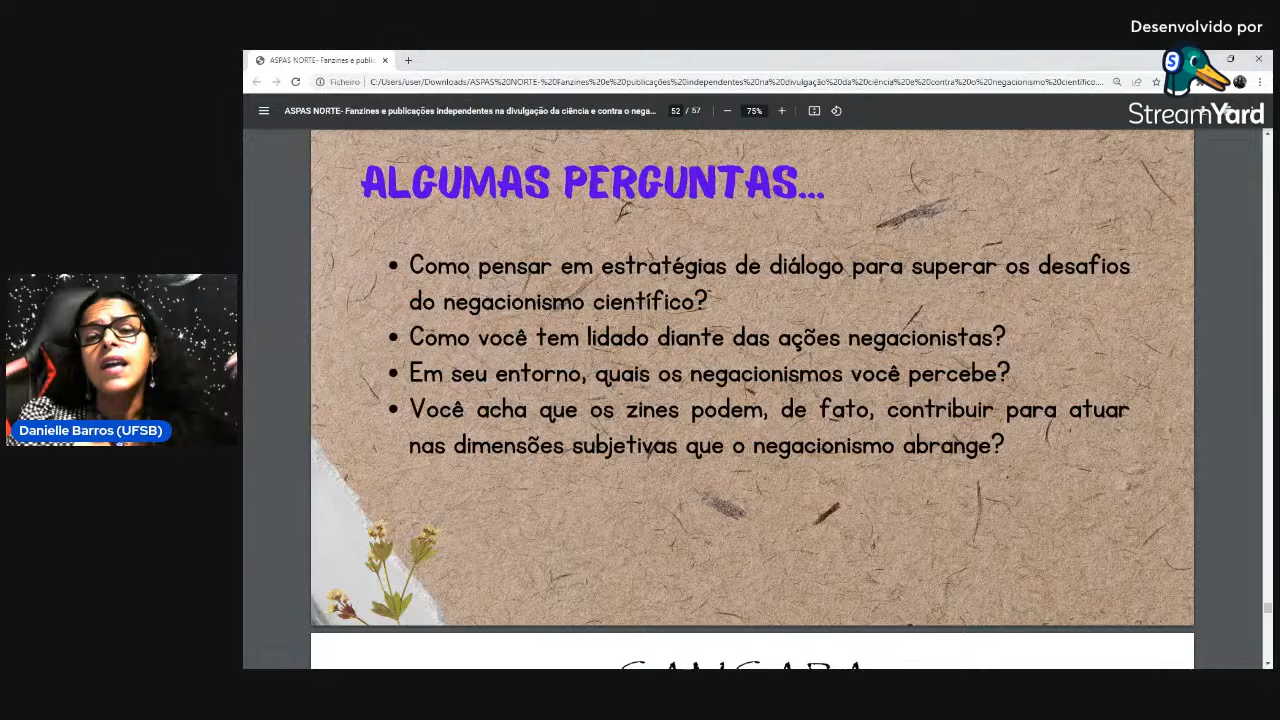 Desenvolvido por
StreamYard
ASPAS NORTE- Fanzines e public
Ficheiro
C:/Users/user/Downloads/ASPAS%20NORTE-%20Fanzines%20e%20publicações%20independentes%20na%20divulgação%20da%20ciência%20e%20contra%20o%20negacionismo%20científico....
ASPAS NORTE- Fanzines e publicações independentes na divulgação da ciência e contra o nega...
52 / 57
75%
ALGUMAS PERGUNTAS...
• Como pensar em estratégias de diálogo para superar os desafios
do negacionismo científico?
• Como você tem lidado diante das ações negacionistas?
• Em seu entorno, quais os negacionismos você percebe?
• Você acha que os zines podem, de fato, contribuir para atuar
nas dimensões subjetivas que o negacionismo abrange?
Danielle Barros (UFSB)